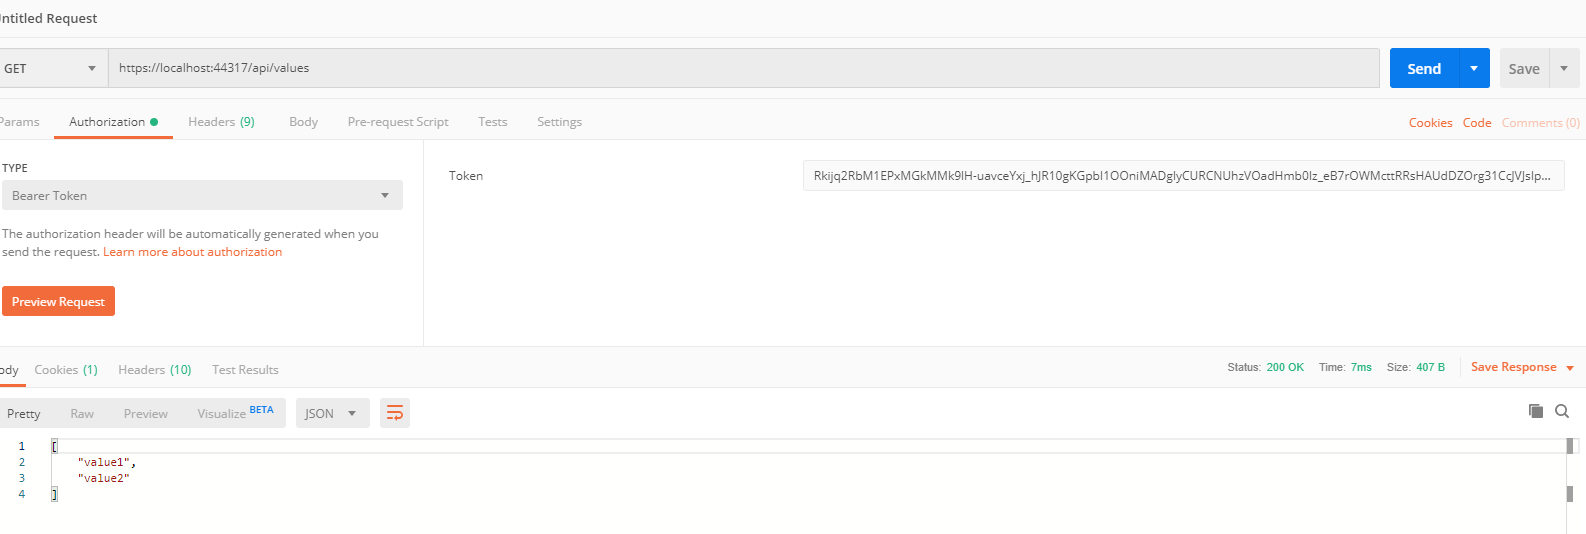 ntitled Request
GET
https://localhost:44317/api/values
Send
Save
Params
Authorization
Headers (9)
Body
Pre-request Script
Tests
Settings
Cookies
Code
Comments (0)
TYPE
Bearer Token
The authorization header will be automatically generated when you
send the request. Learn more about authorization
Preview Request
Token
ody
Cookies (1)
Headers (10)
Test Results
Status: 200 OK
Time: 7ms
Size: 407 B
Save Response
Pretty
Raw
Preview
Visualize BETA
JSON
1 [
2 "value1",
3 "value2"
4 ]